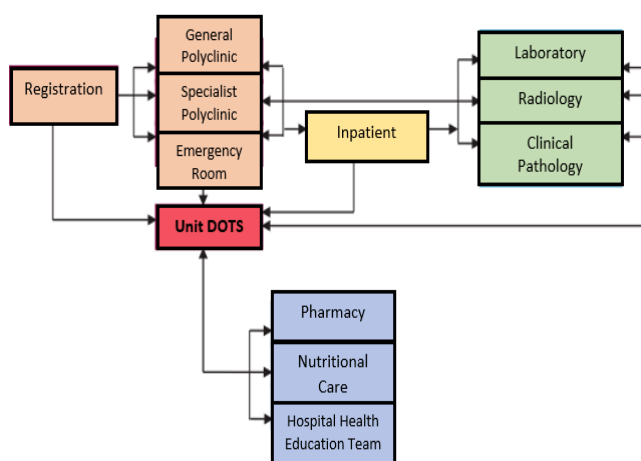 General
Polyclinic
Registration
Specialist
Polyclinic
Emergency
Room
Unit DOTS
Inpatient
Laboratory
Radiology
Clinical
Pathology
Pharmacy
Nutritional
Care
Hospital Health
Education Team